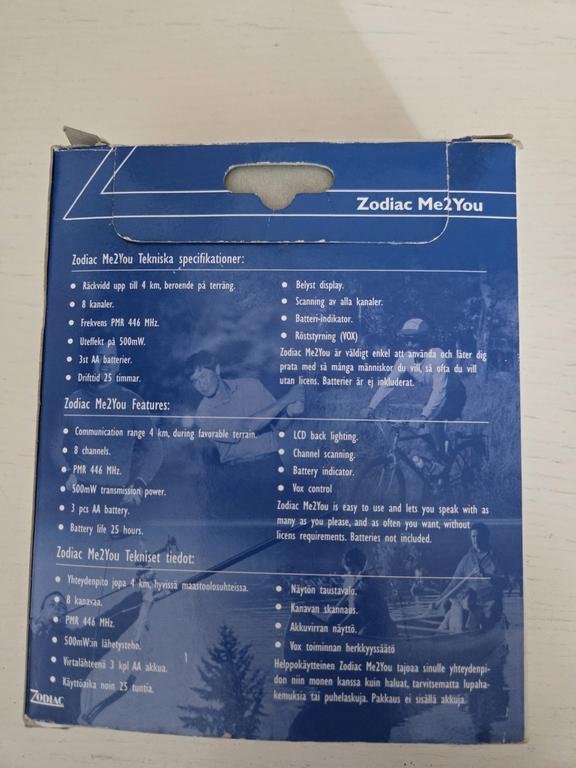 Zodiac Me2You
Zodiac Me2You Tekniska specifikationer:
• Räckvidd upp till 4 km, beroende på terräng.
• 8 kanaler.
• Frekvens PMR 446 MHz.
• Uteffekt på 500mW.
• 3st AA batterier.
• Drifttid 25 timmar.
• Belyst display.
• Scanning av alla kanaler.
• Batteri-indikator.
• Röststyrning (VOX)
Zodiac Me2You är väldigt enkel att använda och låter dig
prata med så många människor du vill, så ofta du vill
utan licens. Batterier är ej inkluderat.
Zodiac Me2You Features:
• Communication range 4 km, during favorable terrain.
• 8 channels.
• PMR 446 MHz.
• 500mW transmission power.
• 3 pcs AA battery.
• Battery life 25 hours.
• LCD back lighting.
• Channel scanning.
• Battery indicator.
• Vox control
Zodiac Me2You is easy to use and lets you speak with as
many as you please, and as often you want, without
licens requirements. Batteries not included.
Zodiac Me2You Tekniset tiedot:
• Yhteydenpito jopa 4 km, hyvissä maastoolosuhteissa.
• 8 kanavaa.
• PMR 446 MHz.
• 500mW:in lähetysteho.
• Virtalähteenä 3 kpl AA akkua.
• Käyttöaika noin 25 tuntia.
• Näytön taustavalo.
• Kanavan skannaus.
• Akkuvirran näyttö.
• Vox toiminnan herkkyyssäätö
Helppokäytteinen Zodiac Me2You tajoaa sinulle yhteydenpi-
don niin monen kanssa kuin haluat, tarvitsematta lupaha-
kemuksia tai puhelaskuja. Pakkaus ei sisällä akkuja.
ZODIAC